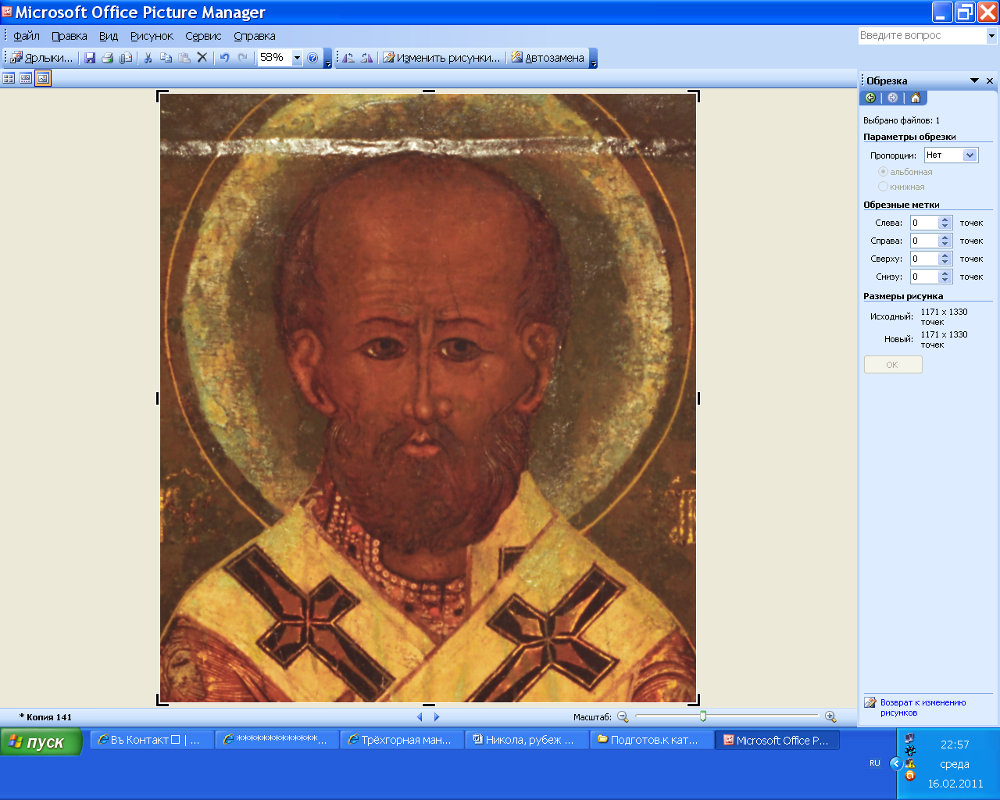 Microsoft Office Picture Manager
Файл Правка Вид Рисунок Сервис Справка
Введите вопрос
Ярлыки... 58% Изменить рисунки... Автозамена
Обрезка
Выбрано файлов: 1
Параметры обрезки
Пропорции: Нет
альбомная
книжная
Обрезные метки
Слева: 0 точек
Справа: 0 точек
Сверху: 0 точек
Снизу: 0 точек
Размеры рисунка
Исходный: 1171 x 1330
точек
Новый: 1171 x 1330
точек
OK
Возврат к изменению
рисунков
* Копия 141
Масштаб:
пуск
Въ Контакт☐ | ...
**************...
Трёхгорная ман...
Никола, рубеж ...
Подготов.к кат...
Microsoft Office P...
RU
22:57
среда
16.02.2011